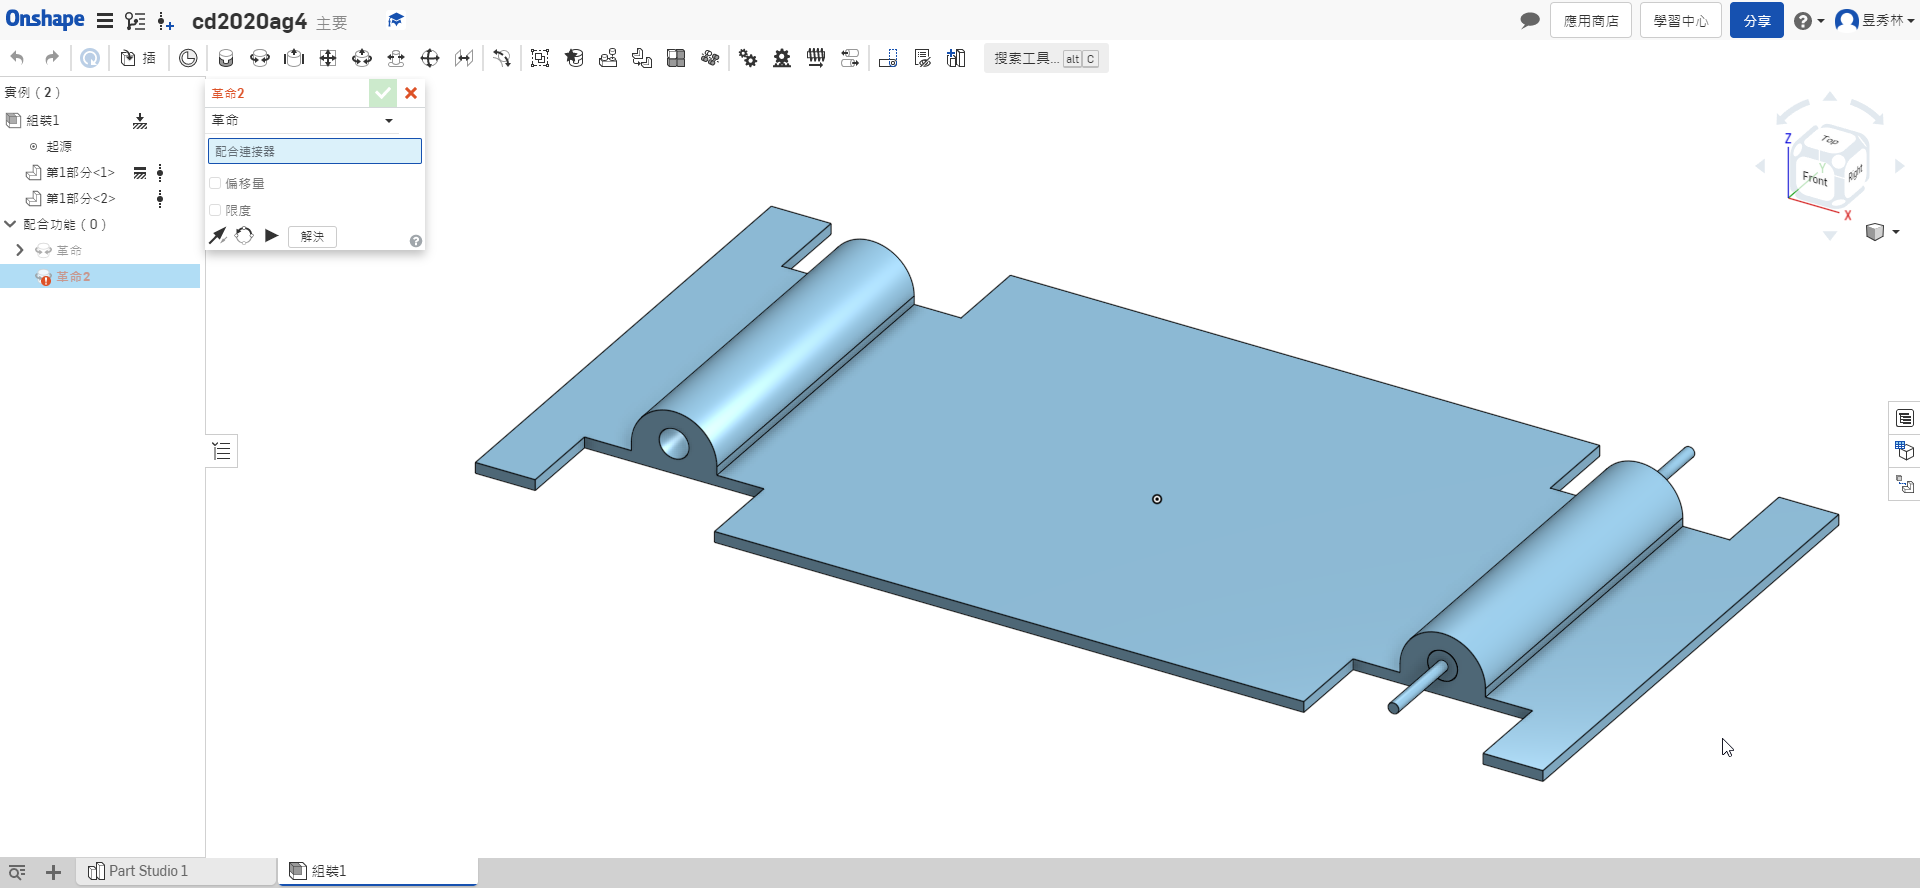 Onshape
cd2020ag4 主要
應用商店
學習中心
分享
昱秀林
插
搜索工具... alt C
實例 ( 2 )
組裝1
起源
第1部分<1>
第1部分<2>
配合功能 ( 0 )
革命
革命2
革命2
革命
配合連接器
偏移量
限度
解決
Z
Top
Y
Front
Right
X
Part Studio 1
組裝1